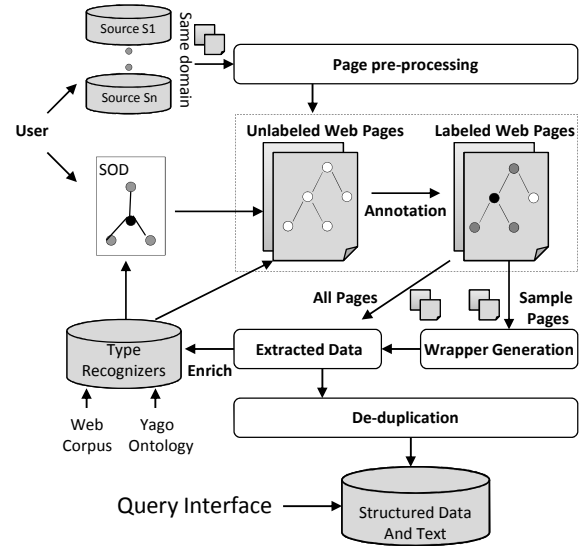 Source S1
Source Sn
Same domain
Page pre-processing
User
Unlabeled Web Pages
Labeled Web Pages
SOD
Annotation
All Pages
Sample
Pages
Type
Recognizers
Enrich
Extracted Data
Wrapper Generation
Web
Corpus
Yago
Ontology
De-duplication
Query Interface
Structured Data
And Text